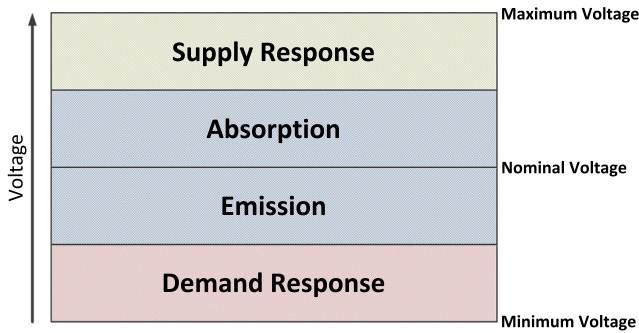 Maximum Voltage
Supply Response
Absorption
Voltage
Nominal Voltage
Emission
Demand Response
Minimum Voltage